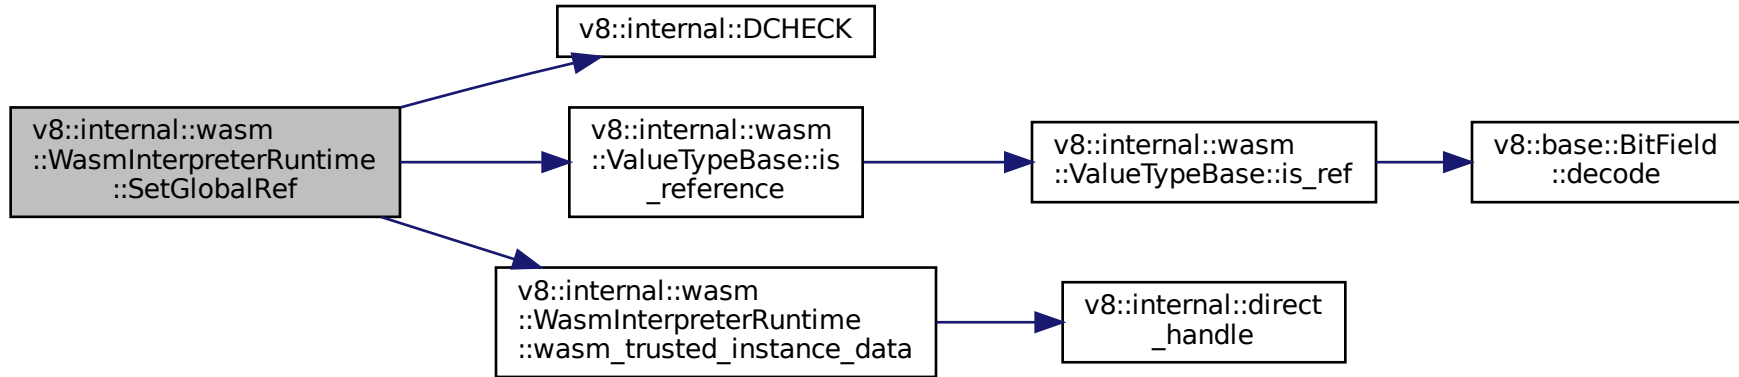 v8::internal::DCHECK
v8::internal::wasm
::WasmInterpreterRuntime
::SetGlobalRef
v8::internal::wasm
::ValueTypeBase::is
_reference
v8::internal::wasm
::ValueTypeBase::is_ref
v8::base::BitField
::decode
v8::internal::wasm
::WasmInterpreterRuntime
::wasm_trusted_instance_data
v8::internal::direct
_handle